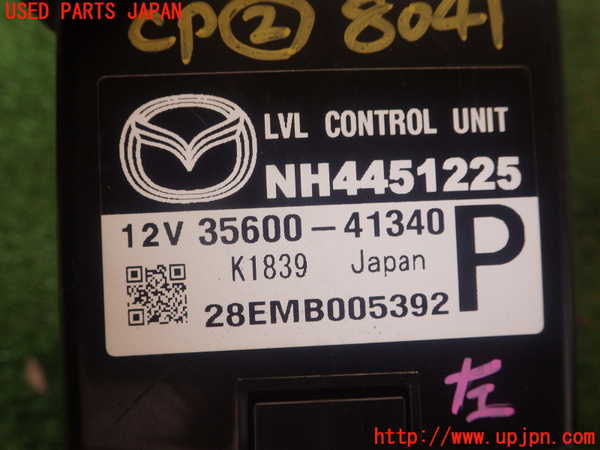 USED PARTS JAPAN
CP② 8041
LVL CONTROL UNIT
NH4451225
12V 35600-41340
P
K1839 Japan
28EMB005392
左
http://www.upjpn.com